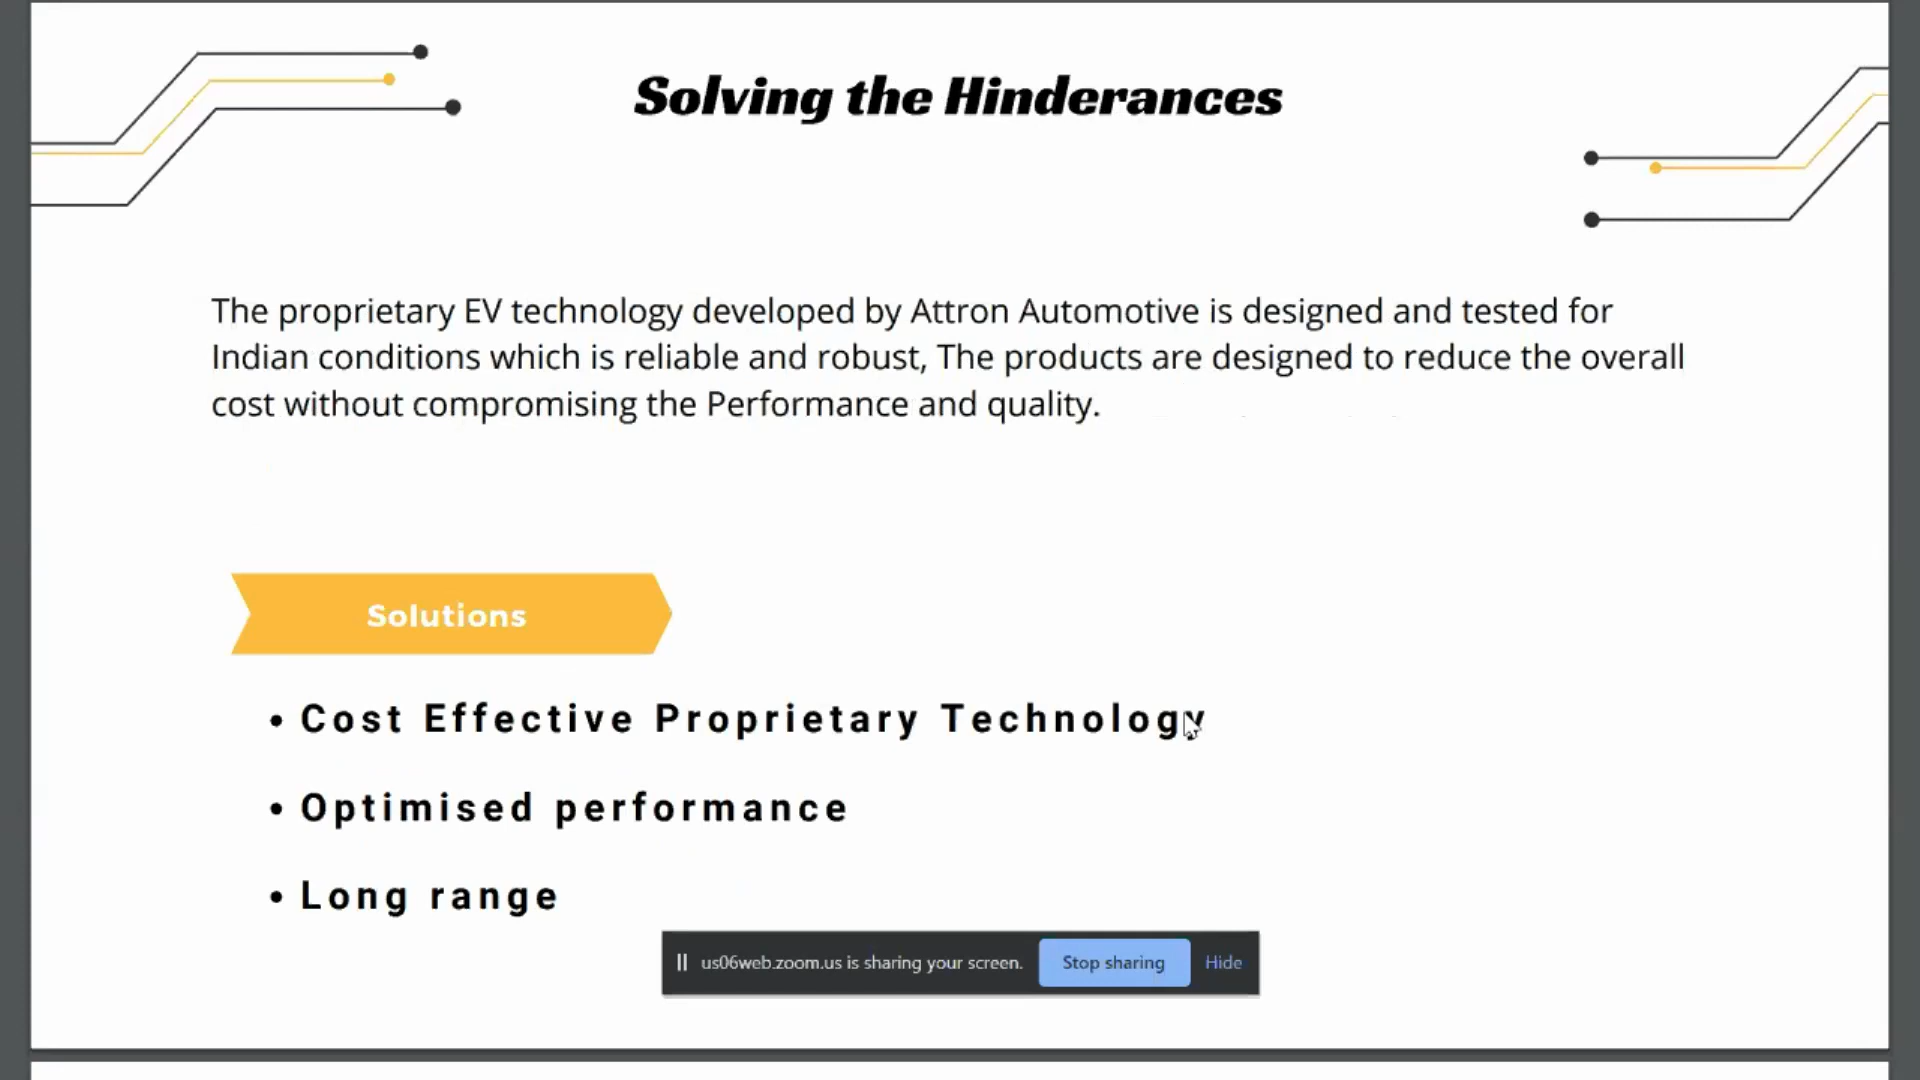 Solving the Hinderances
The proprietary EV technology developed by Attron Automotive is designed and tested for
Indian conditions which is reliable and robust, The products are designed to reduce the overall
cost without compromising the Performance and quality.
Solutions
• Cost Effective Proprietary Technology
• Optimised performance
• Long range
us06web.zoom.us is sharing your screen. Stop sharing Hide